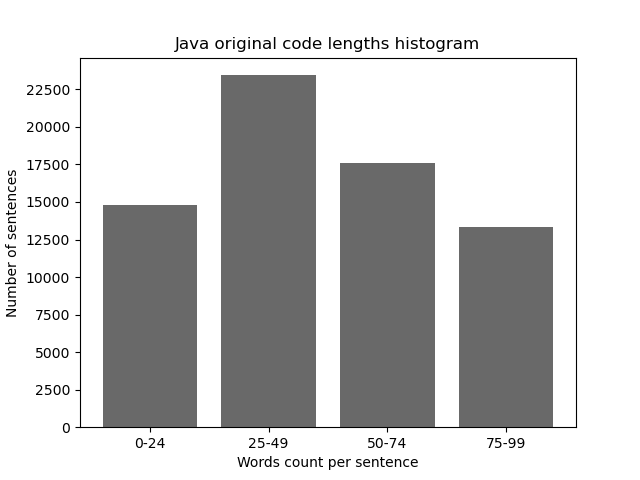 Java original code lengths histogram
22500
20000
17500
15000
12500
10000
7500
5000
2500
0
Number of sentences
0-24 25-49 50-74 75-99
Words count per sentence